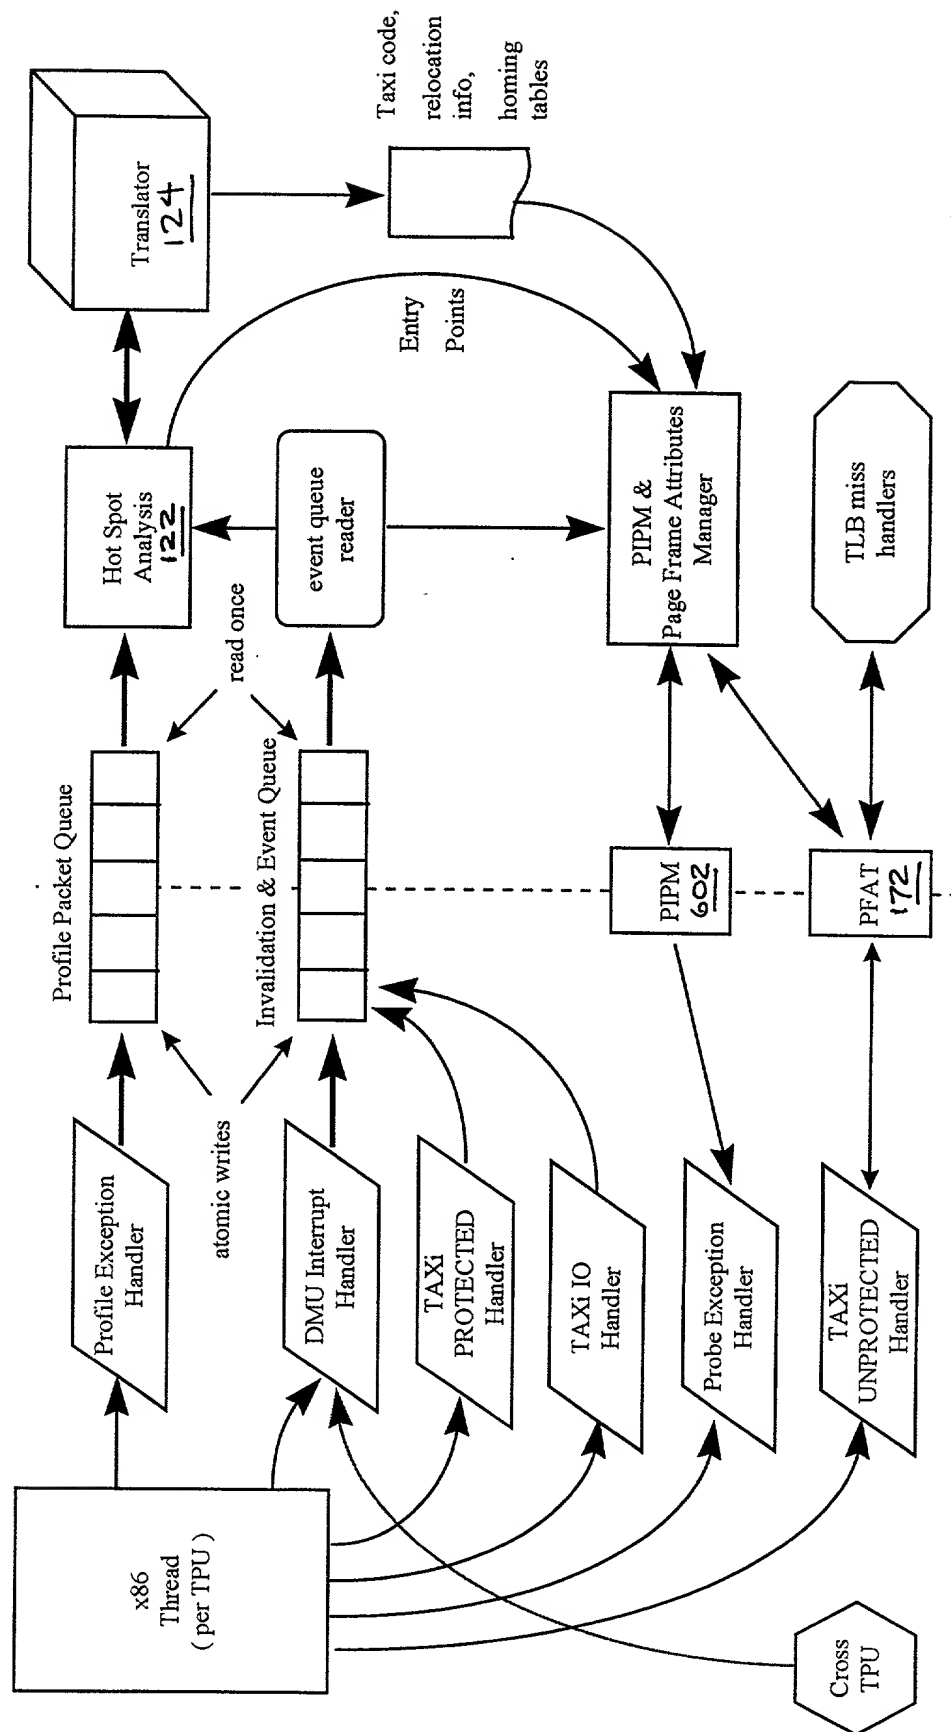 x86
Thread
(per TPU)
Cross
TPU
Profile Exception
Handler
DMU Interrupt
Handler
TAXi
PROTECTED
Handler
TAXi IO
Handler
Probe Exception
Handler
TAXi
UNPROTECTED
Handler
atomic writes
Profile Packet Queue
Invalidation & Event Queue
read once
PIPM
602
PFAT
172
Hot Spot
Analysis
122
event queue
reader
PIPM &
Page Frame Attributes
Manager
TLB miss
handlers
Translator
124
Entry
Points
Taxi code,
relocation
info,
homing
tables